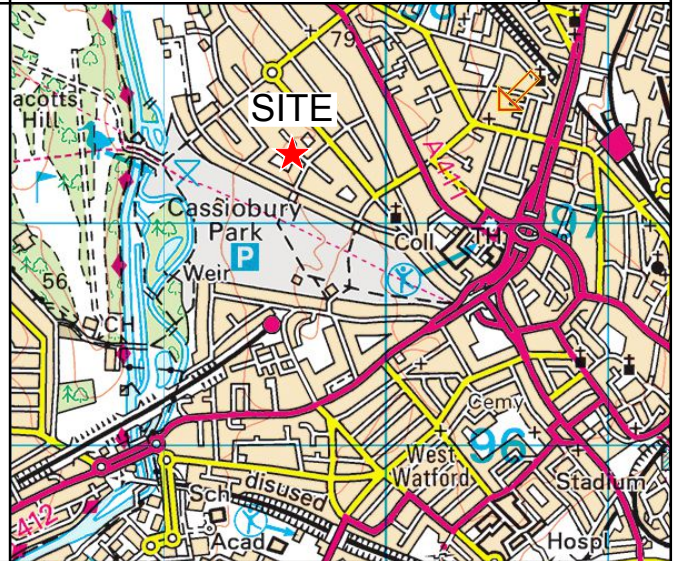 79
acotts
Hill
SITE
A411
97
Cassiobury
Park
P
Coll
TH
Weir
56
CH
Cemy
96
West
Watford
Stadium
412
Sch
disused
Acad
Hospl